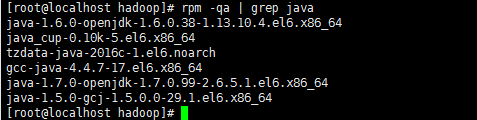 [root@localhost hadoop]# rpm -qa | grep java
java-1.6.0-openjdk-1.6.0.38-1.13.10.4.el6.x86_64
java_cup-0.10k-5.el6.x86_64
tzdata-java-2016c-1.el6.noarch
gcc-java-4.4.7-17.el6.x86_64
java-1.7.0-openjdk-1.7.0.99-2.6.5.1.el6.x86_64
java-1.5.0-gcj-1.5.0.0-29.1.el6.x86_64
[root@localhost hadoop]#